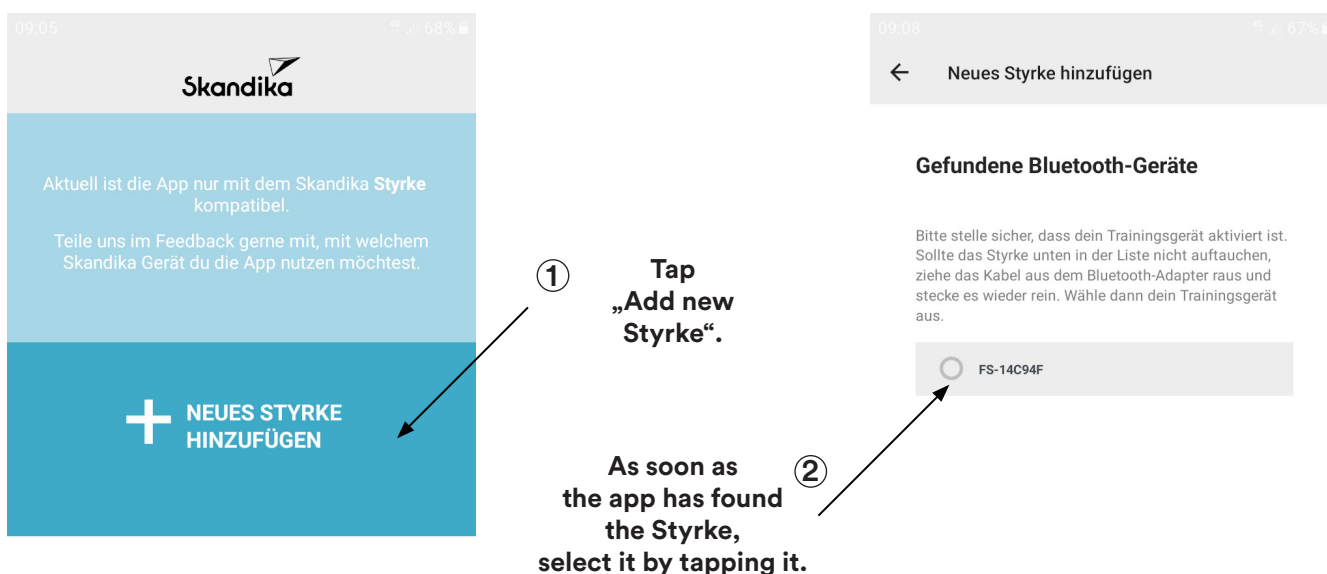 09:05
68%
Skandika
Aktuell ist die App nur mit dem Skandika Styrke
kompatibel.
Teile uns im Feedback gerne mit, mit welchem
Skandika Gerät du die App nutzen möchtest.
NEUES STYRKE
HINZUFÜGEN
①
Tap
„Add new
Styrke“.
②
As soon as
the app has found
the Styrke,
select it by tapping it.
09:08
67%
Neues Styrke hinzufügen
Gefundene Bluetooth-Geräte
Bitte stelle sicher, dass dein Trainingsgerät aktiviert ist.
Sollte das Styrke unten in der Liste nicht auftauchen,
ziehe das Kabel aus dem Bluetooth-Adapter raus und
stecke es wieder rein. Wähle dann dein Trainingsgerät
aus.
FS-14C94F